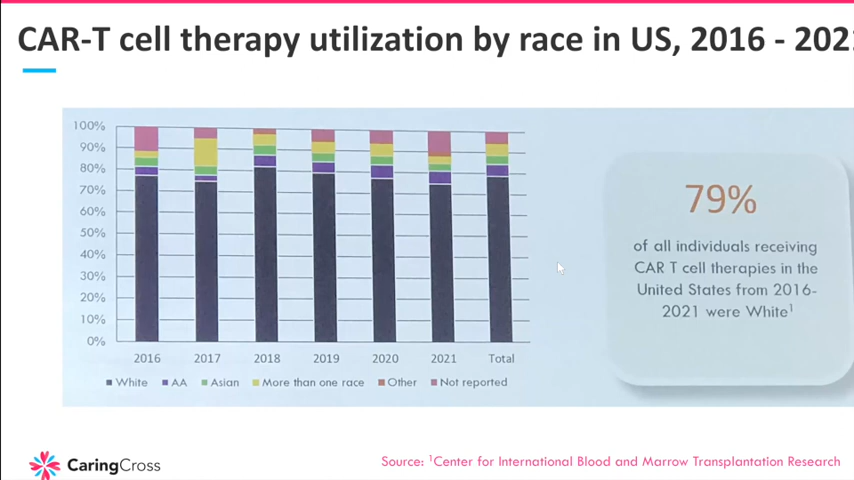 CAR-T cell therapy utilization by race in US, 2016 - 202
100%
90%
80%
70%
60%
50%
40%
30%
20%
10%
0%
2016 2017 2018 2019 2020 2021 Total
White AA Asian More than one race Other Not reported
79%
of all individuals receiving
CAR T cell therapies in the
United States from 2016-
2021 were White¹
CaringCross
Source: ¹Center for International Blood and Marrow Transplantation Research